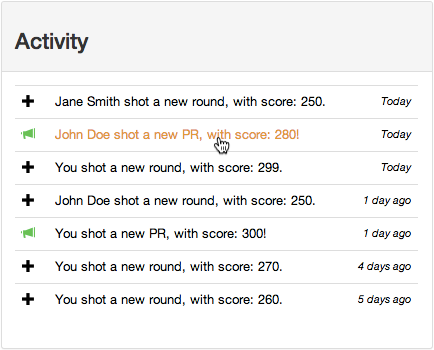 Activity
Jane Smith shot a new round, with score: 250. Today
John Doe shot a new PR, with score: 280! Today
You shot a new round, with score: 299. Today
John Doe shot a new round, with score: 250. 1 day ago
You shot a new PR, with score: 300! 1 day ago
You shot a new round, with score: 270. 4 days ago
You shot a new round, with score: 260. 5 days ago